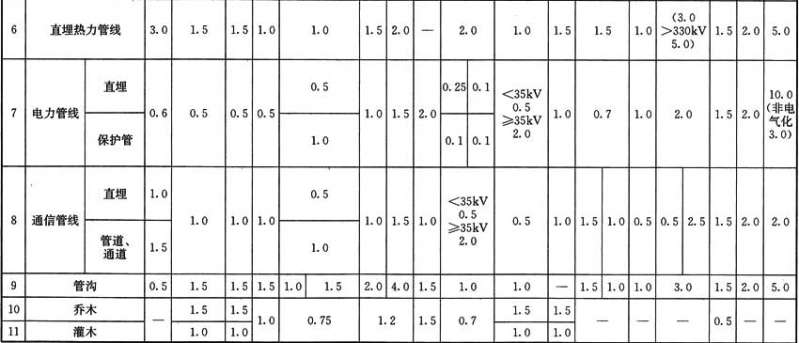 6 直埋热力管线 3.0 1.5 1.5 1.0 1.0 1.5 2.0 — 2.0 1.0 1.5 1.5 1.0 (3.0 >330kV 5.0) 1.5 2.0 5.0
7 电力管线 直埋 0.6 0.5 0.5 0.5 0.5 1.0 1.5 2.0 0.25 0.1 <35kV 0.5 ≥35kV 2.0 1.0 0.7 1.0 2.0 1.5 2.0 10.0 (非电气化 3.0)
保护管 1.0 0.1 0.1
8 通信管线 直埋 1.0 1.0 1.0 1.0 0.5 1.0 1.5 1.0 <35kV 0.5 ≥35kV 2.0 0.5 1.0 1.5 1.0 0.5 0.5 2.5 1.5 2.0 2.0
管道、通道 1.5 1.0
9 管沟 0.5 1.5 1.5 1.5 1.0 1.5 2.0 4.0 1.5 1.0 1.0 — 1.5 1.0 1.0 3.0 1.5 2.0 5.0
10 乔木 — 1.5 1.5 1.0 0.75 1.2 1.5 0.7 1.5 1.5 — — — 0.5 — —
11 灌木 1.0 1.0 1.0 1.0